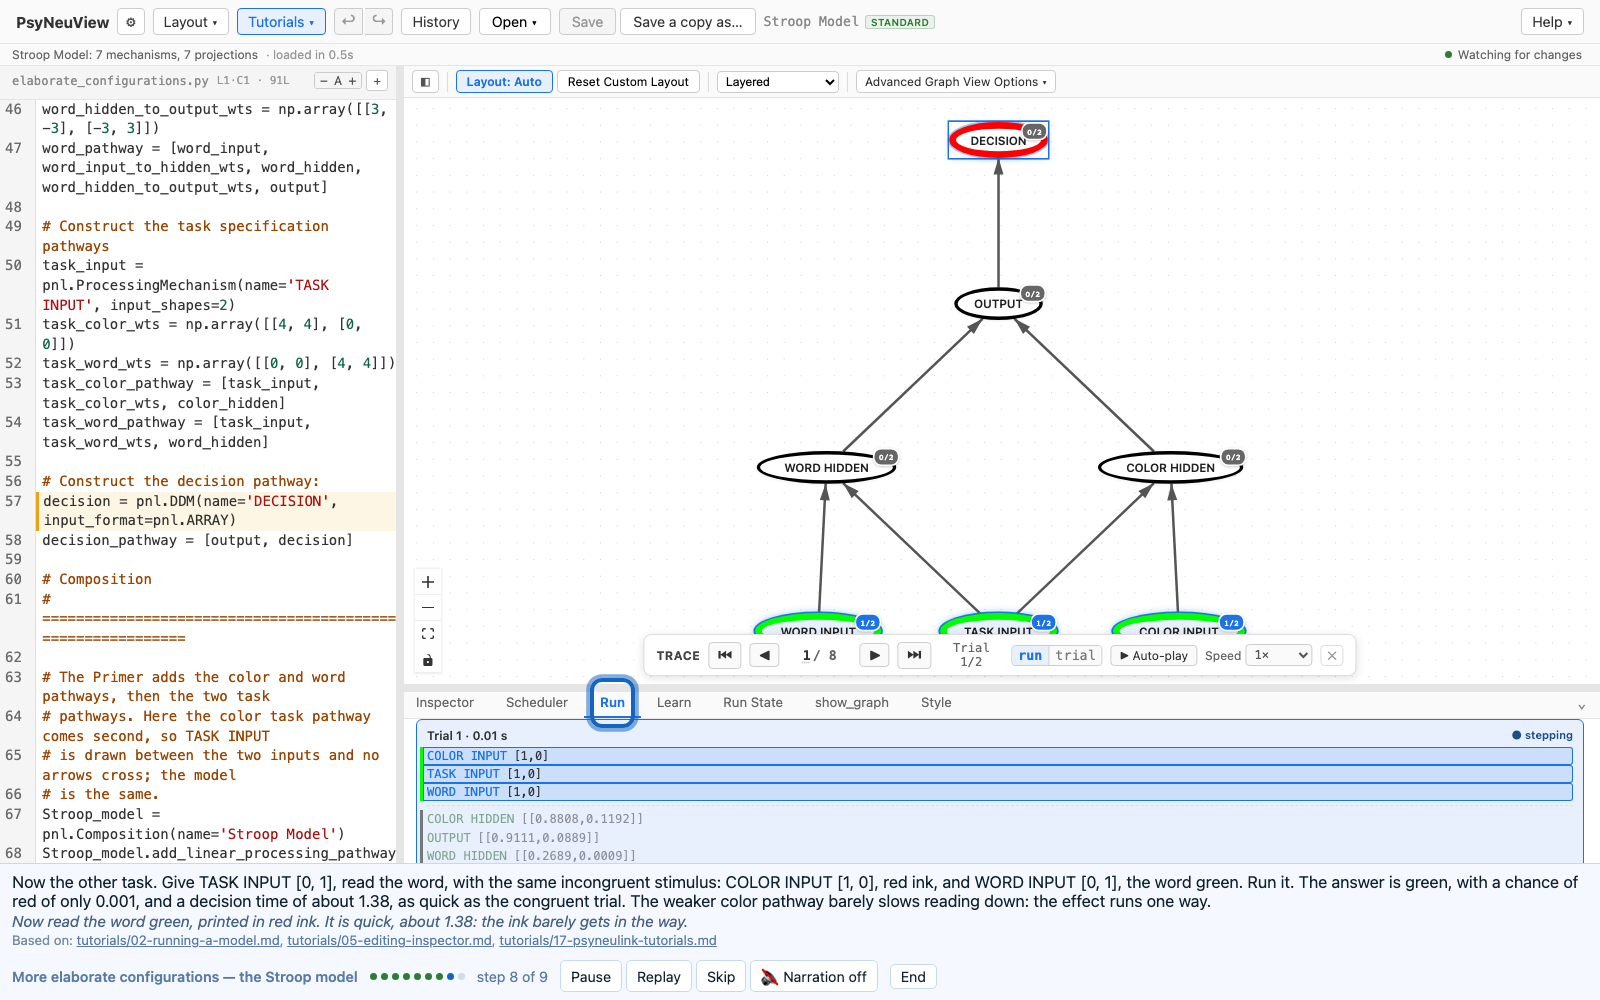 PsyNeuView
Layout ▾
Tutorials ▾
History
Open ▾
Save
Save a copy as...
Stroop Model
STANDARD
Help ▾
Stroop Model: 7 mechanisms, 7 projections · loaded in 0.5s
Watching for changes
elaborate_configurations.py L1·C1 · 91L
− A +
+
46 word_hidden_to_output_wts = np.array([[3,
−3], [−3, 3]])
47 word_pathway = [word_input,
word_input_to_hidden_wts, word_hidden,
word_hidden_to_output_wts, output]
48
49 # Construct the task specification
pathways
50 task_input =
pnl.ProcessingMechanism(name='TASK
INPUT', input_shapes=2)
51 task_color_wts = np.array([[4, 4], [0,
0]])
52 task_word_wts = np.array([[0, 0], [4, 4]])
53 task_color_pathway = [task_input,
task_color_wts, color_hidden]
54 task_word_pathway = [task_input,
task_word_wts, word_hidden]
55
56 # Construct the decision pathway:
57 decision = pnl.DDM(name='DECISION',
input_format=pnl.ARRAY)
58 decision_pathway = [output, decision]
59
60 # Composition
61 #
==========================================
=================
62
63 # The Primer adds the color and word
pathways, then the two task
64 # pathways. Here the color task pathway
comes second, so TASK INPUT
65 # is drawn between the two inputs and no
arrows cross; the model
66 # is the same.
67 Stroop_model =
pnl.Composition(name='Stroop Model')
68 Stroop_model.add_linear_processing_pathway
Layout: Auto
Reset Custom Layout
Layered
Advanced Graph View Options ▾
DECISION
0/2
OUTPUT
0/2
WORD HIDDEN
0/2
COLOR HIDDEN
0/2
WORD INPUT
1/2
TASK INPUT
1/2
COLOR INPUT
1/2
TRACE
1 / 8
Trial
1/2
run trial
▶ Auto-play
Speed
1×
Inspector
Scheduler
Run
Learn
Run State
show_graph
Style
Trial 1 · 0.01 s
stepping
COLOR INPUT [1,0]
TASK INPUT [1,0]
WORD INPUT [1,0]
COLOR HIDDEN [[0.8808,0.1192]]
OUTPUT [[0.9111,0.0889]]
WORD HIDDEN [[0.2689,0.0009]]
Now the other task. Give TASK INPUT [0, 1], read the word, with the same incongruent stimulus: COLOR INPUT [1, 0], red ink, and WORD INPUT [0, 1], the word green. Run it. The answer is green, with a chance of
red of only 0.001, and a decision time of about 1.38, as quick as the congruent trial. The weaker color pathway barely slows reading down: the effect runs one way.
Now read the word green, printed in red ink. It is quick, about 1.38: the ink barely gets in the way.
Based on: tutorials/02-running-a-model.md, tutorials/05-editing-inspector.md, tutorials/17-psyneulink-tutorials.md
More elaborate configurations — the Stroop model
step 8 of 9
Pause
Replay
Skip
Narration off
End